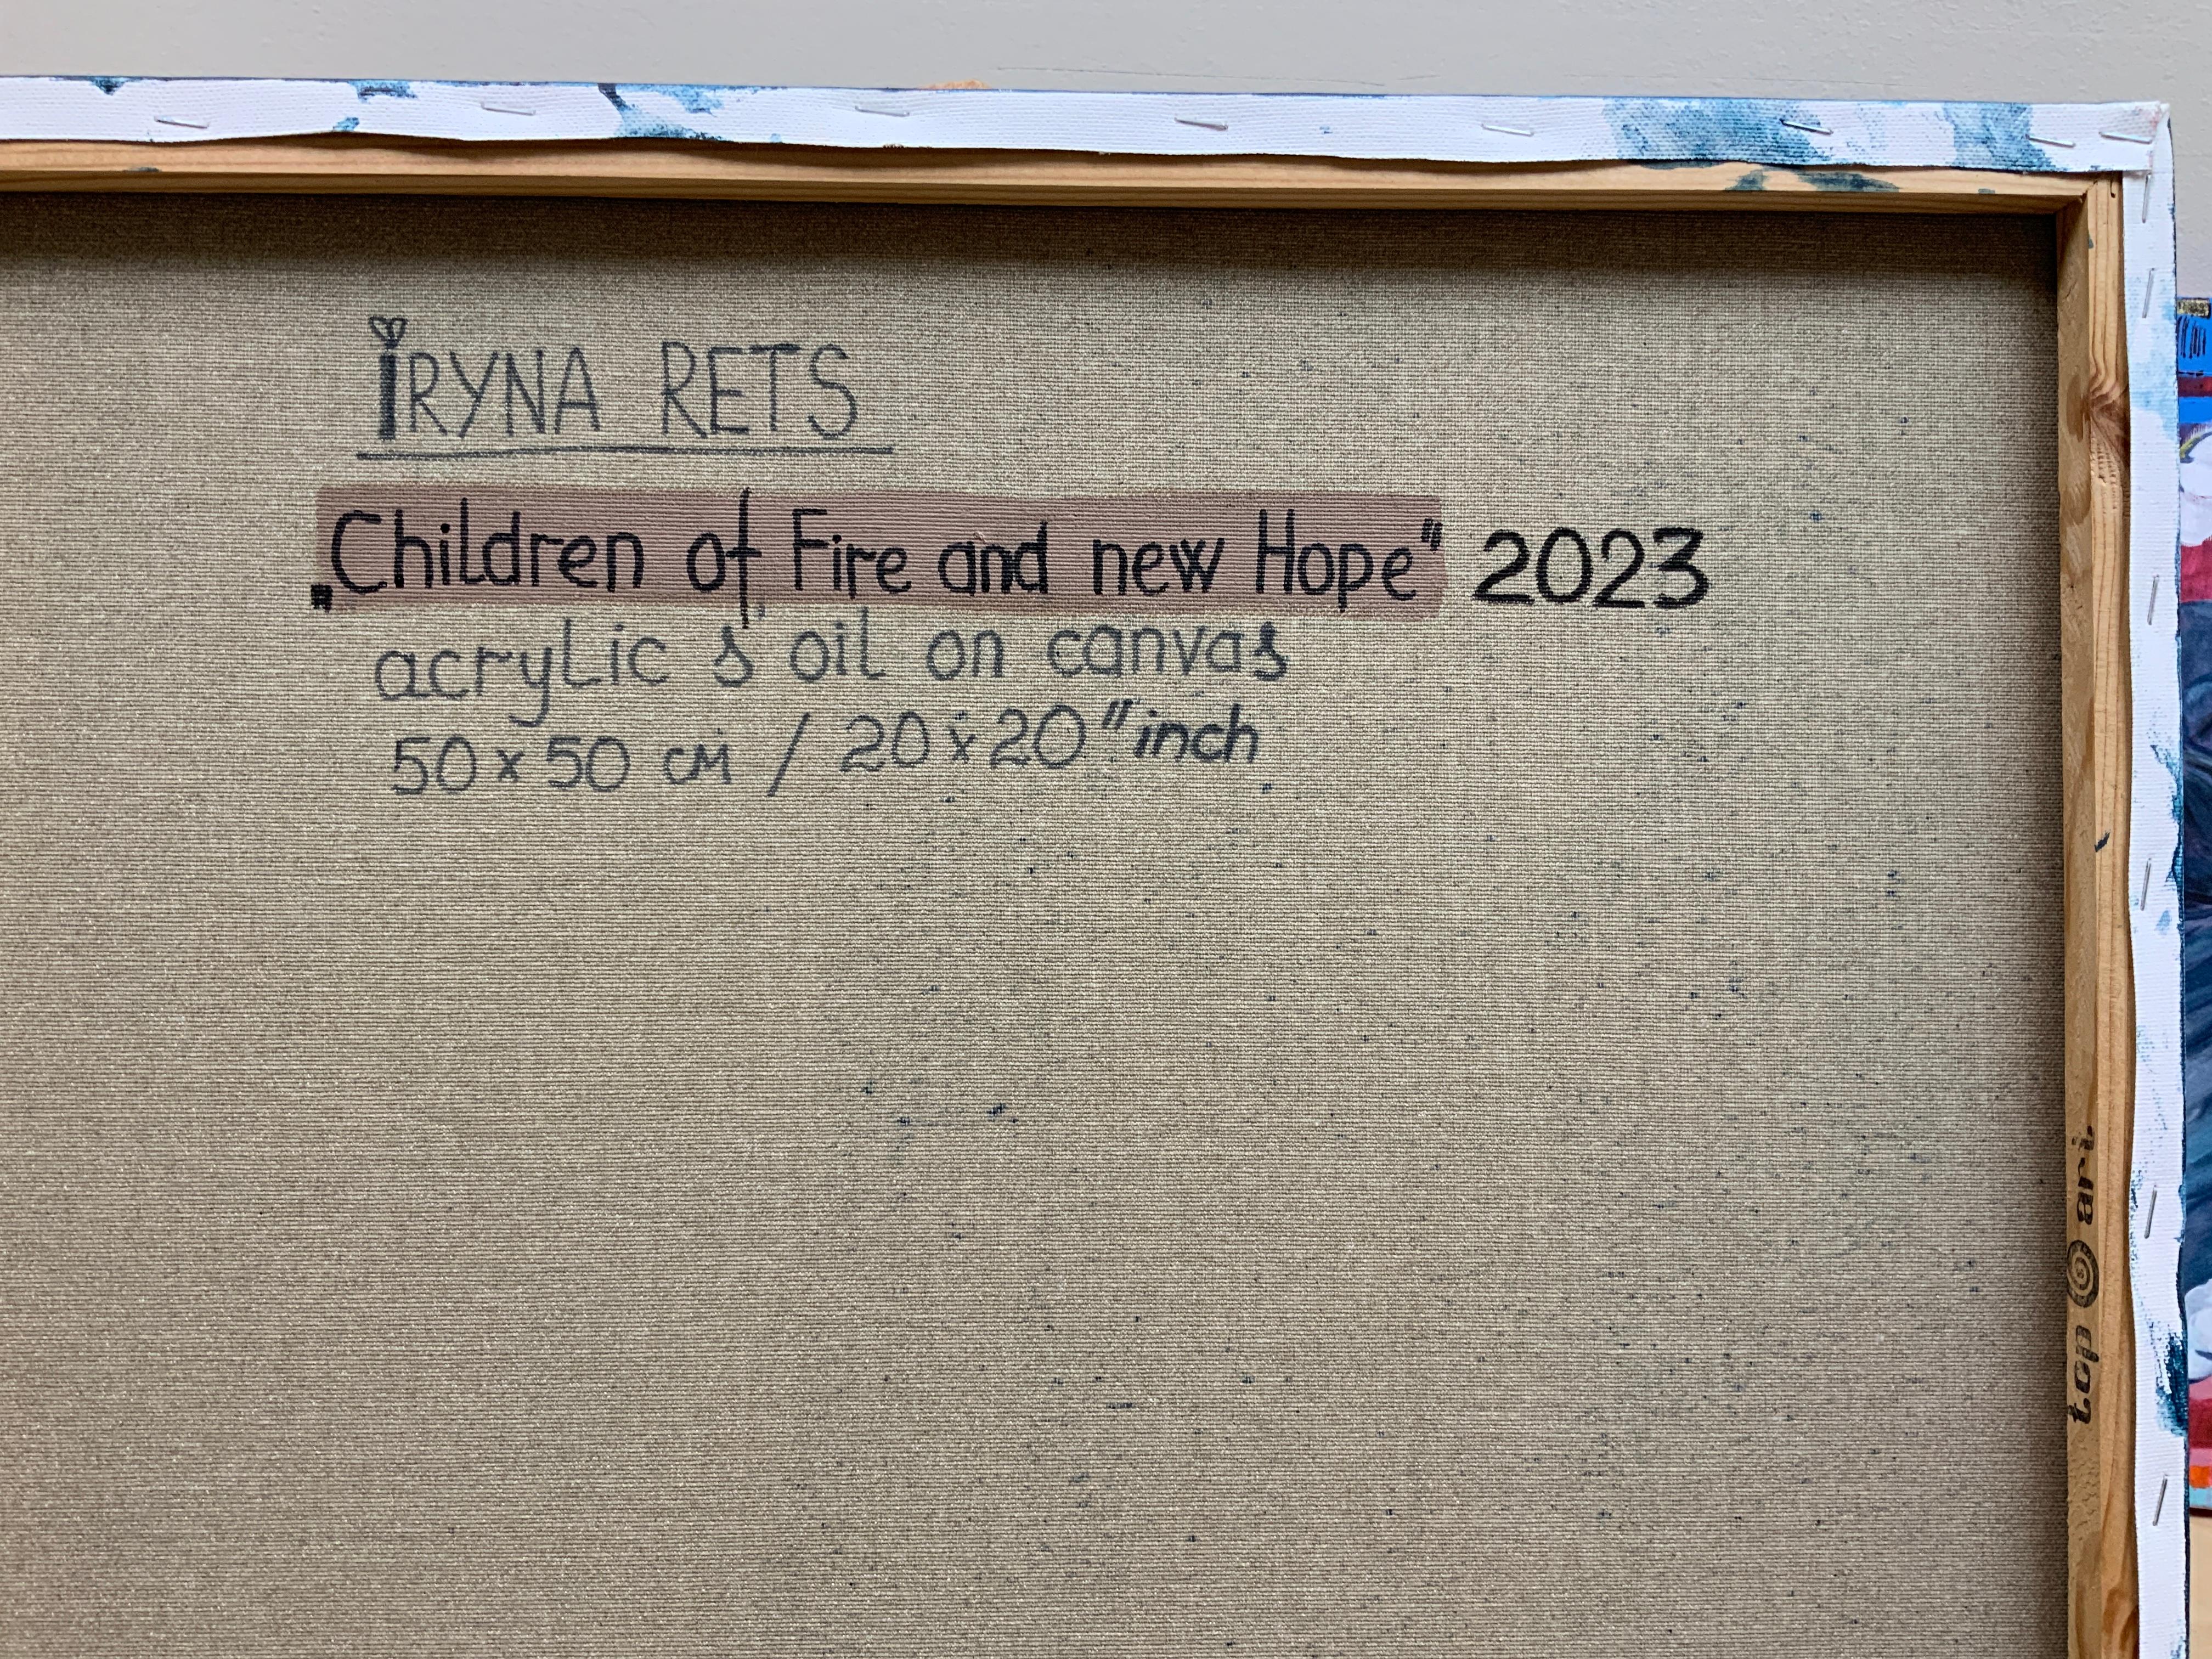 iRYNA RETS
„Children of Fire and new Hope" 2023
acrylic & oil on canvas
50 x 50 см / 20 x 20" inch
top art